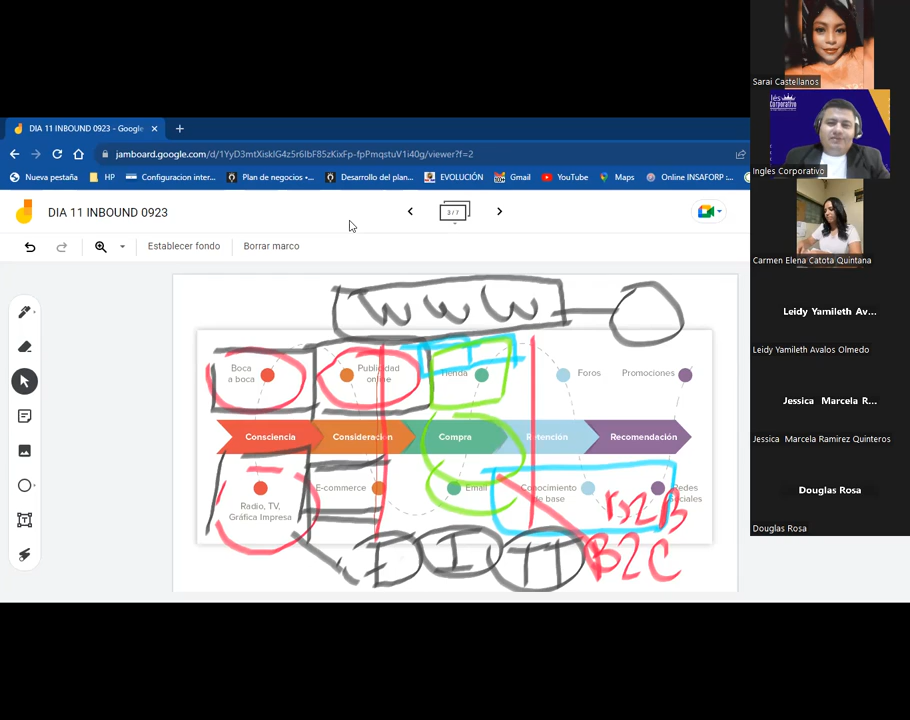 Sarai Castellanos
DIA 11 INBOUND 0923 - Google
jamboard.google.com/d/1YyD3mtXisklG4z5r6lbF85zKixFp-fpPmqstuV1i40g/viewer?f=2
Nueva pestaña
HP
Configuracion inter...
Plan de negocios •...
Desarrollo del plan...
EVOLUCIÓN
Gmail
YouTube
Maps
Online INSAFORP :..
Inglés Corporativo
Ingles Corporativo
DIA 11 INBOUND 0923
3 / 7
Establecer fondo
Borrar marco
Carmen Elena Catota Quintana
WWW
Boca
a boca
Publicidad
online
Tienda
Foros
Promociones
Leidy Yamileth Av...
Leidy Yamileth Avalos Olmedo
Consciencia
Consideración
Compra
Retención
Recomendación
Jessica Marcela R...
Jessica Marcela Ramirez Quinteros
Radio, TV,
Gráfica Impresa
E-commerce
Email
Conocimiento
de base
Redes
Sociales
B2B
B2C
Douglas Rosa
Douglas Rosa